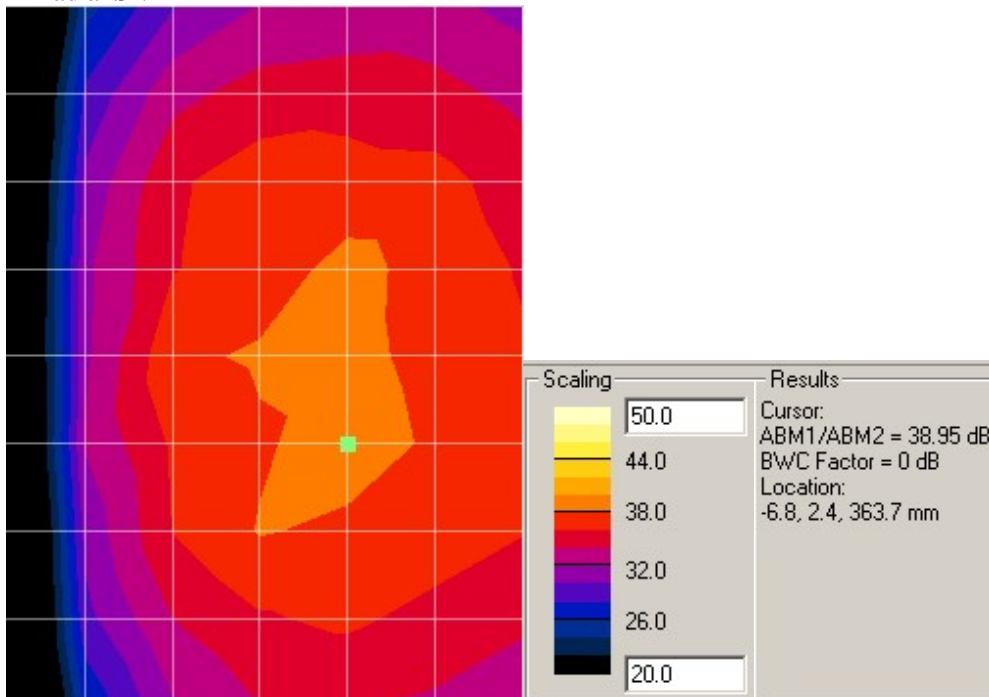 Scaling
50.0
44.0
38.0
32.0
26.0
20.0
Results
Cursor:
ABM1/ABM2 = 38.95 dB
BWC Factor = 0 dB
Location:
-6.8, 2.4, 363.7 mm